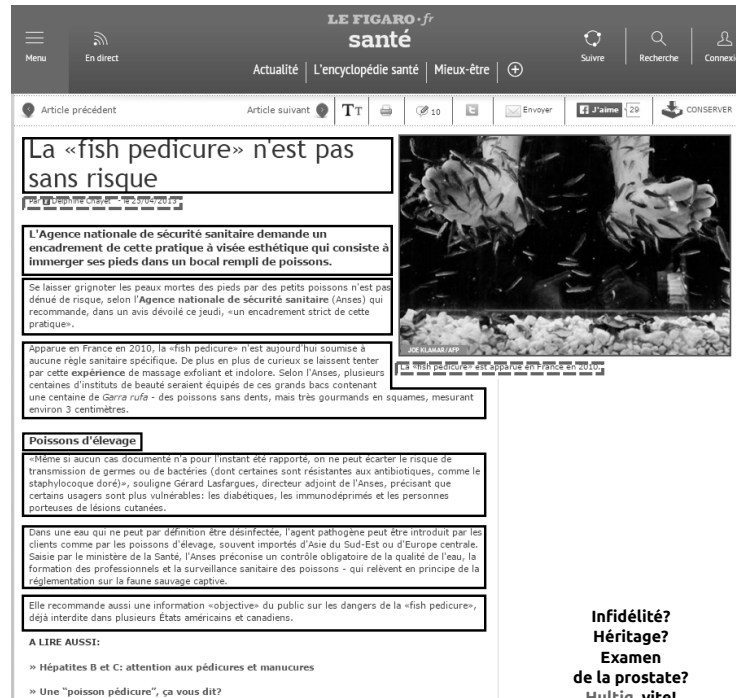 LE FIGARO·fr
santé
Menu
En direct
Suivre
Recherche
Connexi
Actualité | L'encyclopédie santé | Mieux-être
Article précédent
Article suivant
TT
10
Envoyer
J'aime
29
CONSERVER
La «fish pedicure» n'est pas
sans risque
Par Delphine Chayet - le 25/04/2013
L'Agence nationale de sécurité sanitaire demande un
encadrement de cette pratique à visée esthétique qui consiste à
immerger ses pieds dans un bocal rempli de poissons.
Se laisser grignoter les peaux mortes des pieds par des petits poissons n'est pas
dénué de risque, selon l'Agence nationale de sécurité sanitaire (Anses) qui
recommande, dans un avis dévoilé ce jeudi, «un encadrement strict de cette
pratique».
JOE KLAMAR/AFP
La «fish pedicure» est apparue en France en 2010.
Apparue en France en 2010, la «fish pedicure» n'est aujourd'hui soumise à
aucune règle sanitaire spécifique. De plus en plus de curieux se laissent tenter
par cette expérience de massage exfoliant et indolore. Selon l'Anses, plusieurs
centaines d'instituts de beauté seraient équipés de ces grands bacs contenant
une centaine de Garra rufa - des poissons sans dents, mais très gourmands en squames, mesurant
environ 3 centimètres.
Poissons d'élevage
«Même si aucun cas documenté n'a pour l'instant été rapporté, on ne peut écarter le risque de
transmission de germes ou de bactéries (dont certaines sont résistantes aux antibiotiques, comme le
staphylocoque doré)», souligne Gérard Lasfargues, directeur adjoint de l'Anses, précisant que
certains usagers sont plus vulnérables: les diabétiques, les immunodéprimés et les personnes
porteuses de lésions cutanées.
Dans une eau qui ne peut par définition être désinfectée, l'agent pathogène peut être introduit par les
clients comme par les poissons d'élevage, souvent importés d'Asie du Sud-Est ou d'Europe centrale.
Saisie par le ministère de la Santé, l'Anses préconise un contrôle obligatoire de la qualité de l'eau, la
formation des professionnels et la surveillance sanitaire des poissons - qui relèvent en principe de la
réglementation sur la faune sauvage captive.
Elle recommande aussi une information «objective» du public sur les dangers de la «fish pedicure»,
déjà interdite dans plusieurs États américains et canadiens.
A LIRE AUSSI:
» Hépatites B et C: attention aux pédicures et manucures
» Une "poisson pédicure", ça vous dit?
Infidélité?
Héritage?
Examen
de la prostate?
Hultig, vite!